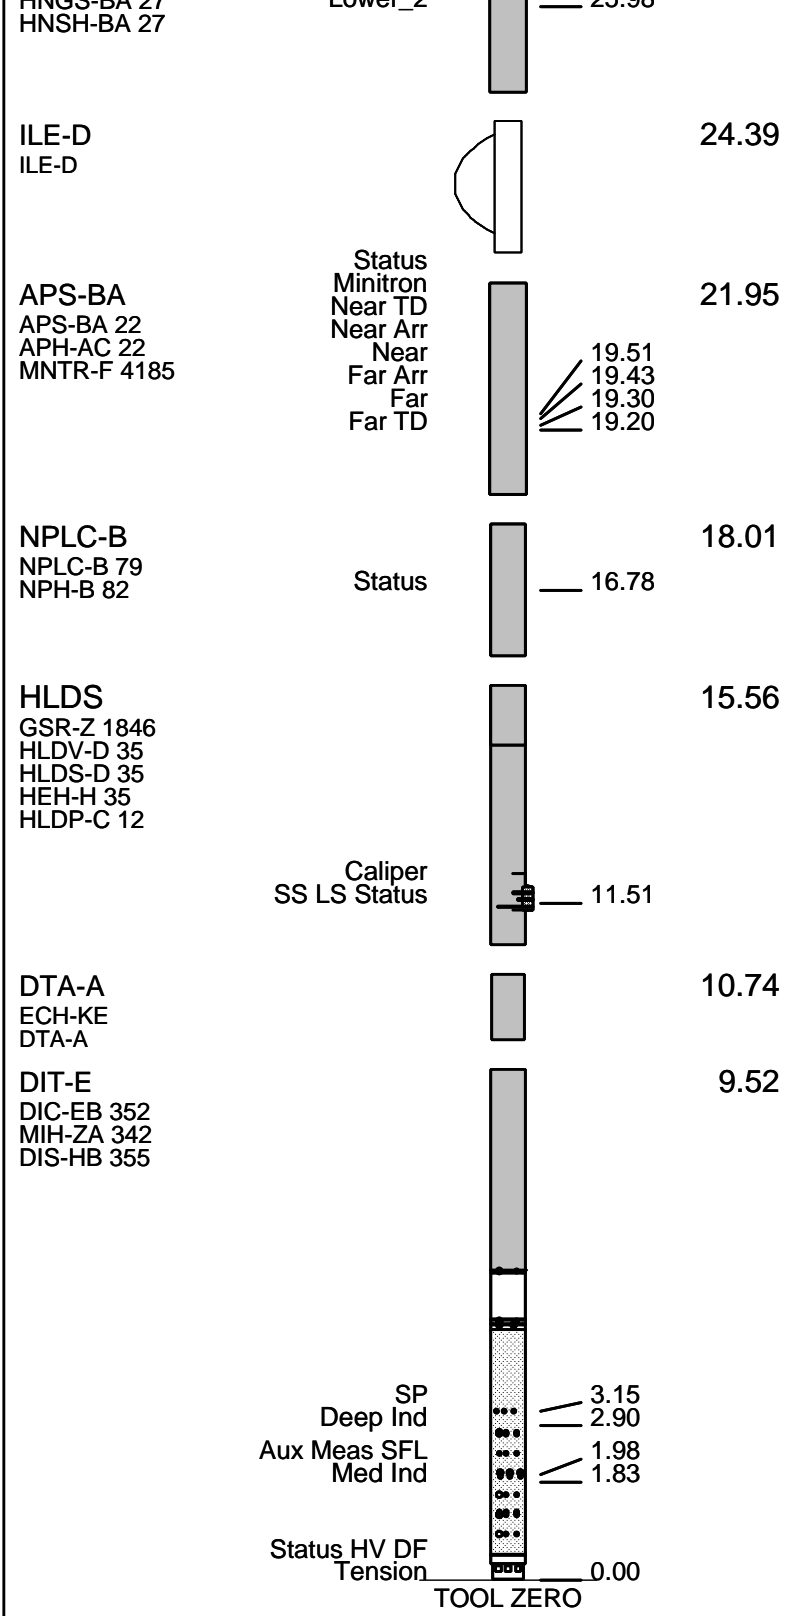 HNGS-BA 27 Lower_2 25.98
HNSH-BA 27
ILE-D 24.39
ILE-D
Status
Minitron
APS-BA Near TD 21.95
APS-BA 22 Near Arr
APH-AC 22 Near 19.51
MNTR-F 4185 Far Arr 19.43
Far 19.30
Far TD 19.20
NPLC-B 18.01
NPLC-B 79
NPH-B 82 Status 16.78
HLDS 15.56
GSR-Z 1846
HLDV-D 35
HLDS-D 35
HEH-H 35
HLDP-C 12
Caliper
SS LS Status 11.51
DTA-A 10.74
ECH-KE
DTA-A
DIT-E 9.52
DIC-EB 352
MIH-ZA 342
DIS-HB 355
SP 3.15
Deep Ind 2.90
Aux Meas SFL 1.98
Med Ind 1.83
Status HV DF
Tension 0.00
TOOL ZERO